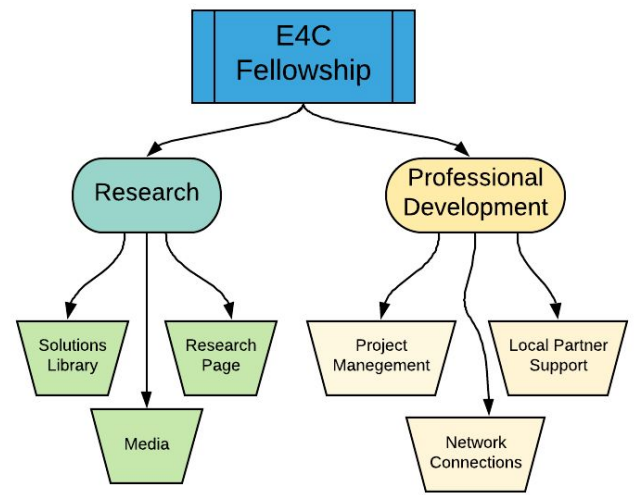 E4C
Fellowship
Research
Professional
Development
Solutions
Library
Research
Page
Project
Manegement
Local Partner
Support
Media
Network
Connections